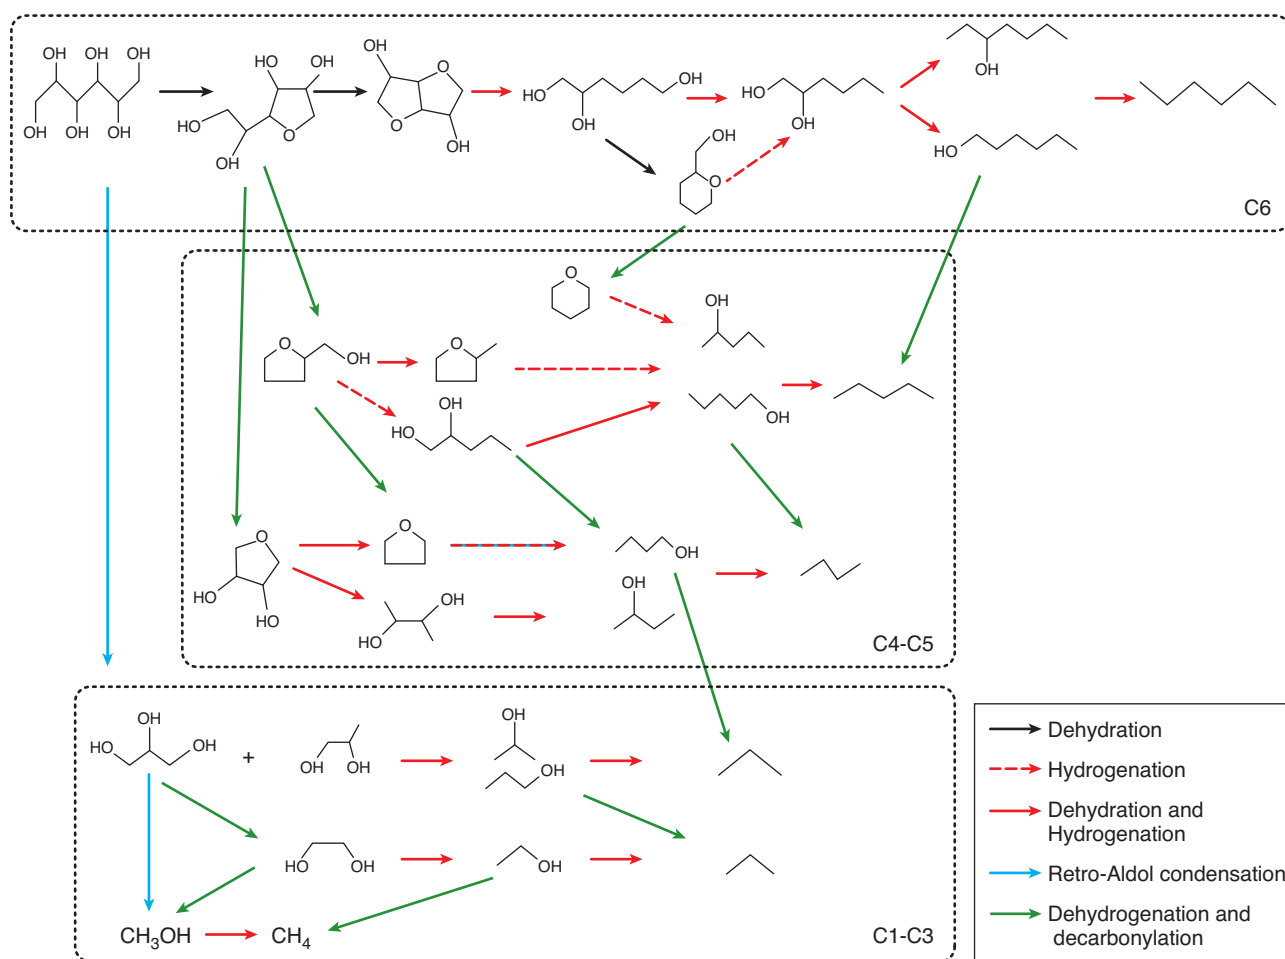 OH OH OH
OH OH OH
HO OH
HO
OH
O
OH
O
O
OH
OH
HO
OH
HO
OH
OH
O
OH
HO
C6
O
OH
O
OH
O
OH
HO
OH
O
HO
OH
O
OH
OH
HO
OH
C4-C5
OH
HO OH
+
OH OH
OH
OH
HO OH
OH
CH3OH
CH4
C1-C3
Dehydration
Hydrogenation
Dehydration and
Hydrogenation
Retro-Aldol condensation
Dehydrogenation and
decarbonylation